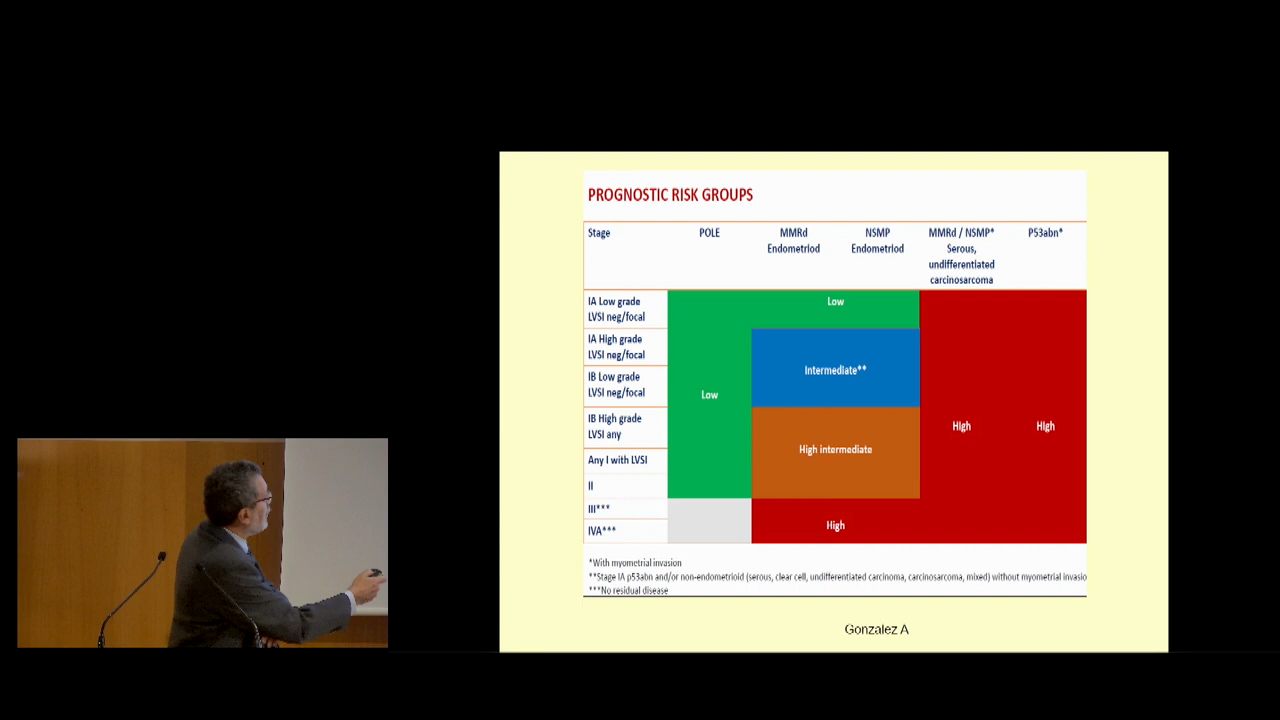 PROGNOSTIC RISK GROUPS
Stage
POLE
MMRd
Endometriod
NSMP
Endometriod
MMRd / NSMP*
Serous,
undifferentiated
carcinosarcoma
P53abn*
IA Low grade
LVSI neg/focal
Low
IA High grade
LVSI neg/focal
Intermediate**
IB Low grade
LVSI neg/focal
Low
IB High grade
LVSI any
High
High
High intermediate
Any I with LVSI
II
III***
High
IVA***
*With myometrial invasion
**Stage IA p53abn and/or non-endometrioid (serous, clear cell, undifferentiated carcinoma, carcinosarcoma, mixed) without myometrial invasio
***No residual disease
Gonzalez A